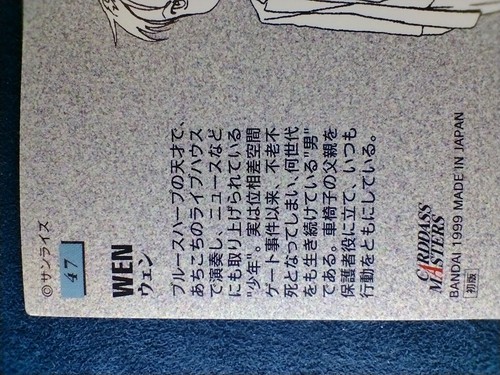 ©サンライズ
47
WEN
ウェン
ブルースハープの天才で、
あちこちのライブハウス
で演奏し、ニュースなど
にも取り上げられている
"少年"。実は位相差空間
ゲート事件以来、不老不
死となってしまい、何世代
をも生き続けている"男"
である。車椅子の父親を
保護者役に立て、いつも
行動をともにしている。
CARDDASS
MASTERS
BANDAI 1999 MADE IN JAPAN
初版